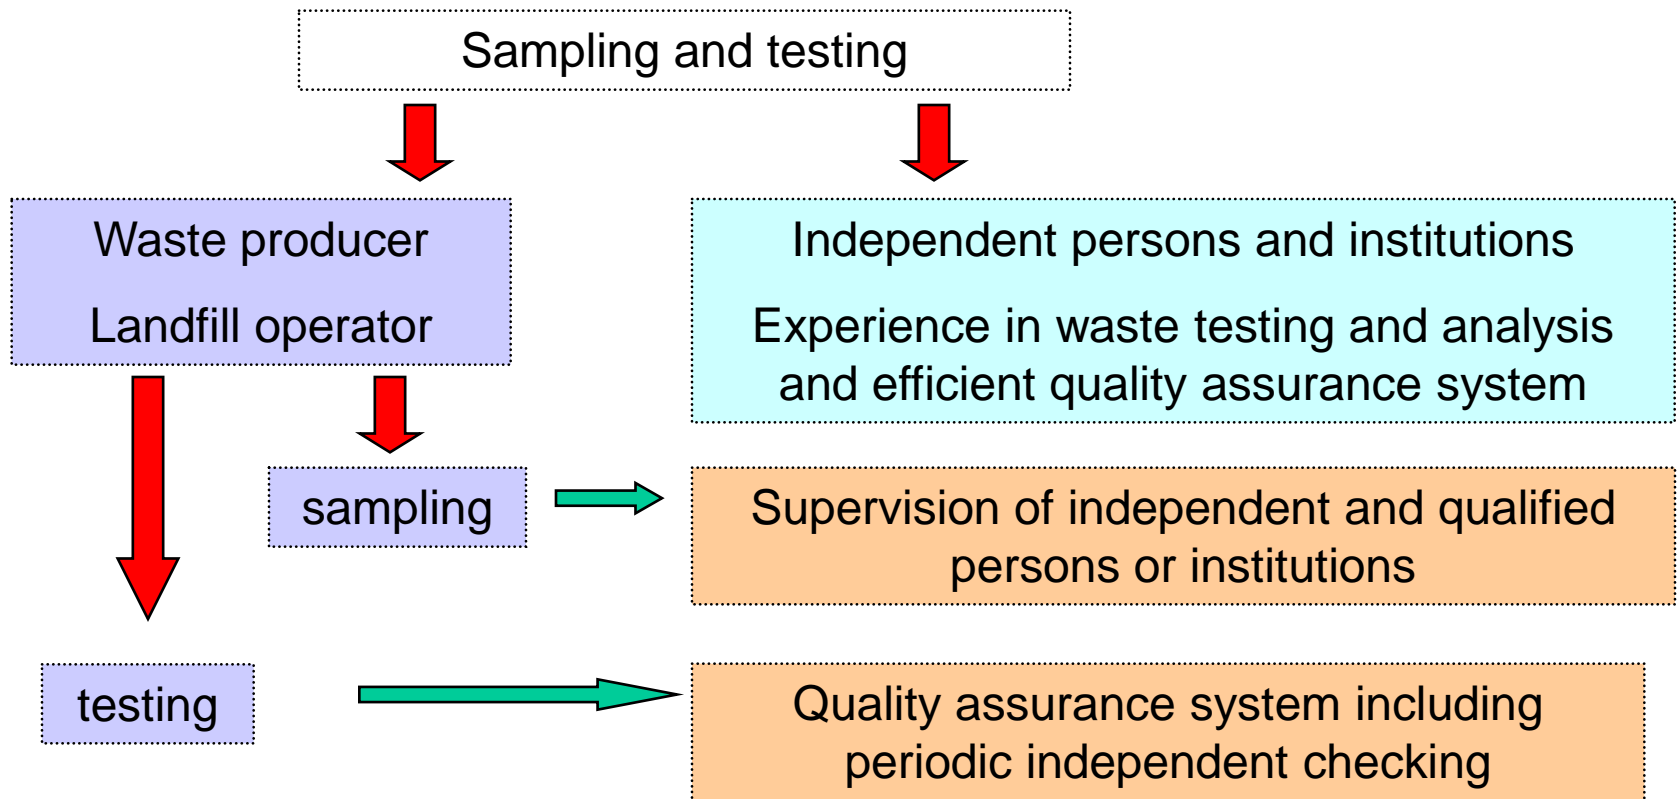 Sampling and testing
Waste producer
Landfill operator
Independent persons and institutions
Experience in waste testing and analysis
and efficient quality assurance system
sampling
Supervision of independent and qualified
persons or institutions
testing
Quality assurance system including
periodic independent checking